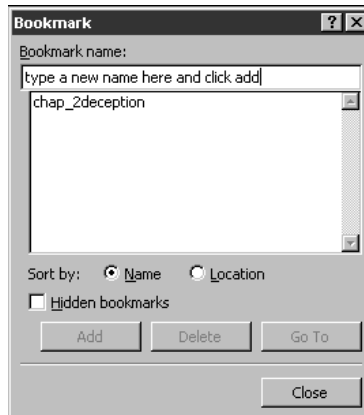 Bookmark
Bookmark name:
type a new name here and click add
chap_2deception
Sort by: Name Location
Hidden bookmarks
Add Delete Go To
Close